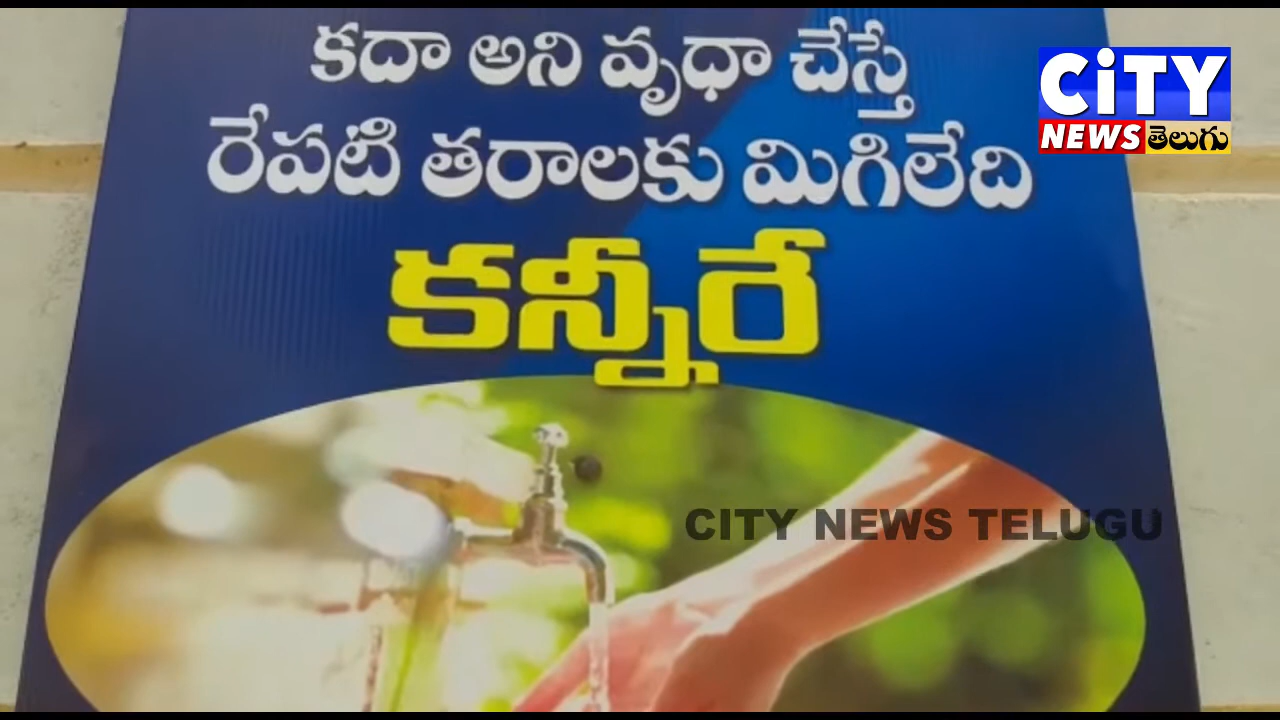 కదా అని వృధా చేస్తే
రేపటి తరాలకు మిగిలేది
కన్నీరే
CiTY
NEWS తెలుగు
CITY NEWS TELUGU